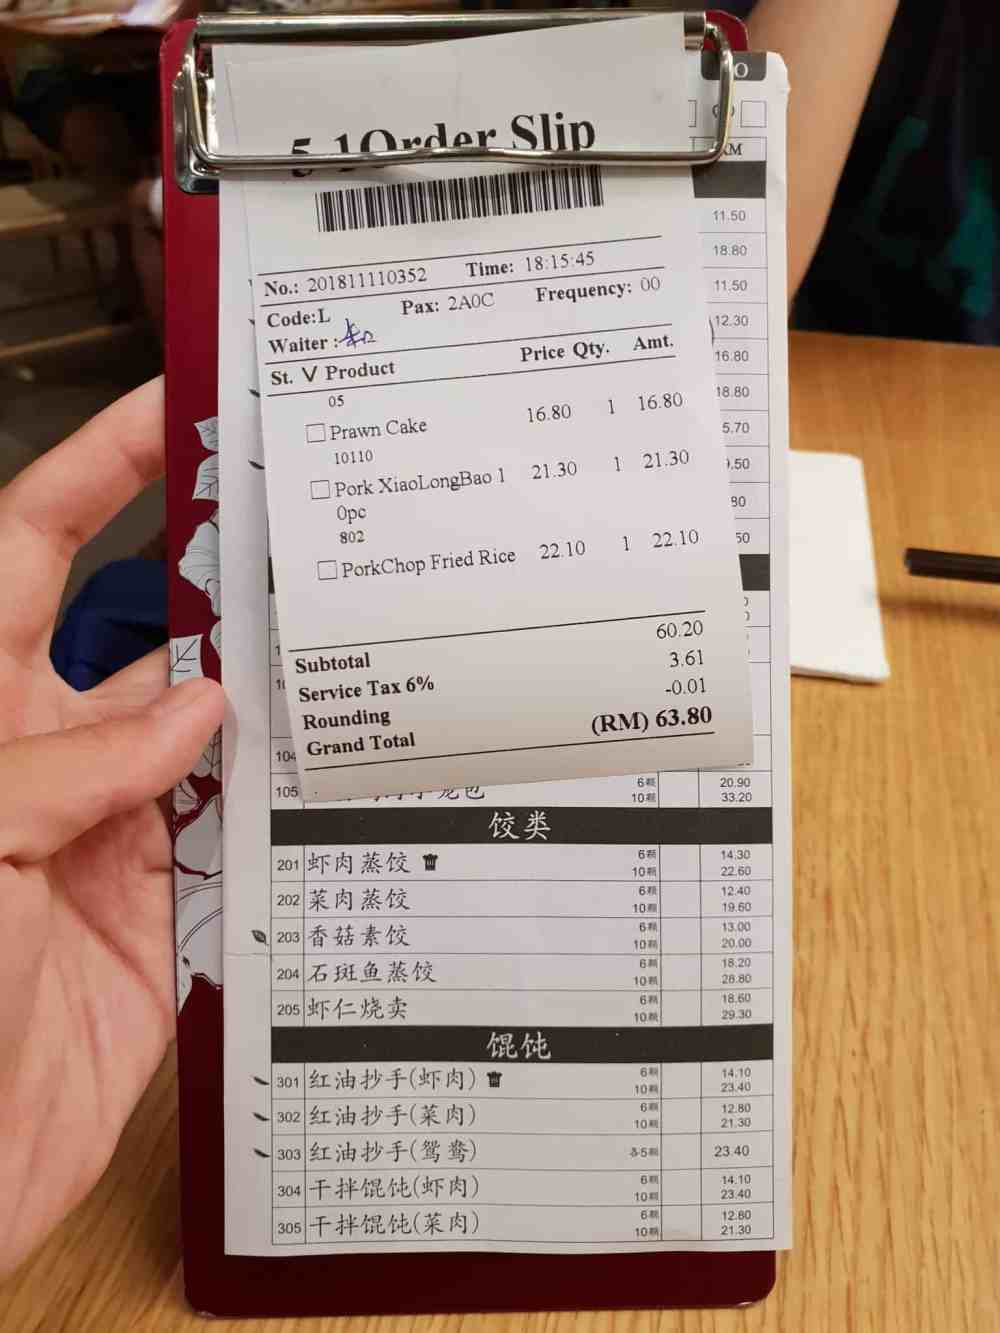 5-1Order Slip
No.: 201811110352 Time: 18:15:45
Code:L Pax: 2A0C Frequency: 00
Waiter :
St. V Product Price Qty. Amt.
05
Prawn Cake 16.80 1 16.80
10110
Pork XiaoLongBao 1 21.30 1 21.30
0pc
802
PorkChop Fried Rice 22.10 1 22.10
Subtotal 60.20
Service Tax 6% 3.61
Rounding -0.01
Grand Total (RM) 63.80
11.50
18.80
11.50
12.30
16.80
18.80
5.70
.50
80
50
104
105 6颗 20.90
10颗 33.20
饺类
201 虾肉蒸饺 6颗 14.30
10颗 22.60
202 菜肉蒸饺 6颗 12.40
10颗 19.60
203 香菇素饺 6颗 13.00
10颗 20.00
204 石斑鱼蒸饺 6颗 18.20
10颗 28.80
205 虾仁烧卖 6颗 18.60
10颗 29.30
馄饨
301 红油抄手(虾肉) 6颗 14.10
10颗 23.40
302 红油抄手(菜肉) 6颗 12.80
10颗 21.30
303 红油抄手(鸳鸯) 23.40
304 干拌馄饨(虾肉) 6颗 14.10
10颗 23.40
305 干拌馄饨(菜肉) 6颗 12.80
10颗 21.30